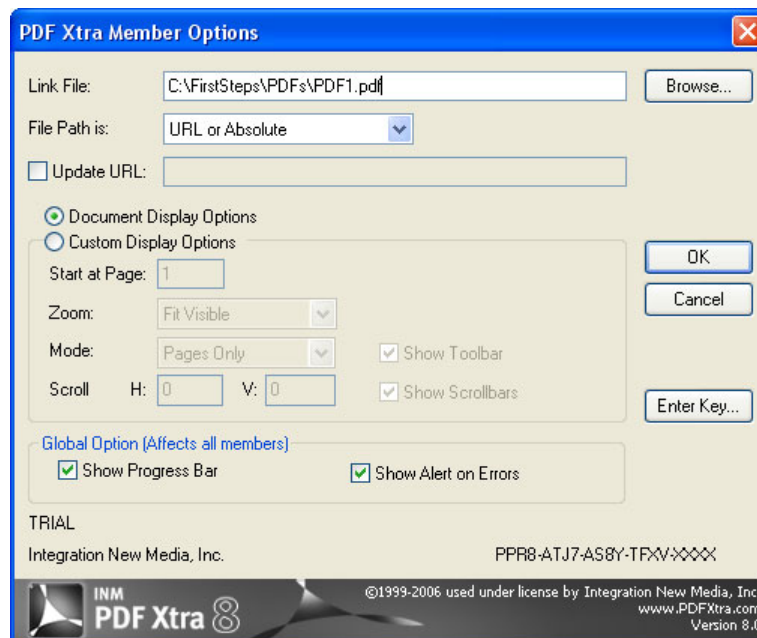 PDF Xtra Member Options
Link File: C:\FirstSteps\PDFs\PDF1.pdf Browse...
File Path is: URL or Absolute
Update URL:
Document Display Options
Custom Display Options
Start at Page: 1
OK
Zoom: Fit Visible
Cancel
Mode: Pages Only Show Toolbar
Scroll H: 0 V: 0 Show Scrollbars
Enter Key...
Global Option (Affects all members)
Show Progress Bar Show Alert on Errors
TRIAL
Integration New Media, Inc. PPR8-ATJ7-AS8Y-TFXV-XXXX
INM
PDF Xtra 8
©1999-2006 used under license by Integration New Media, Inc
www.PDFXtra.com
Version 8.0